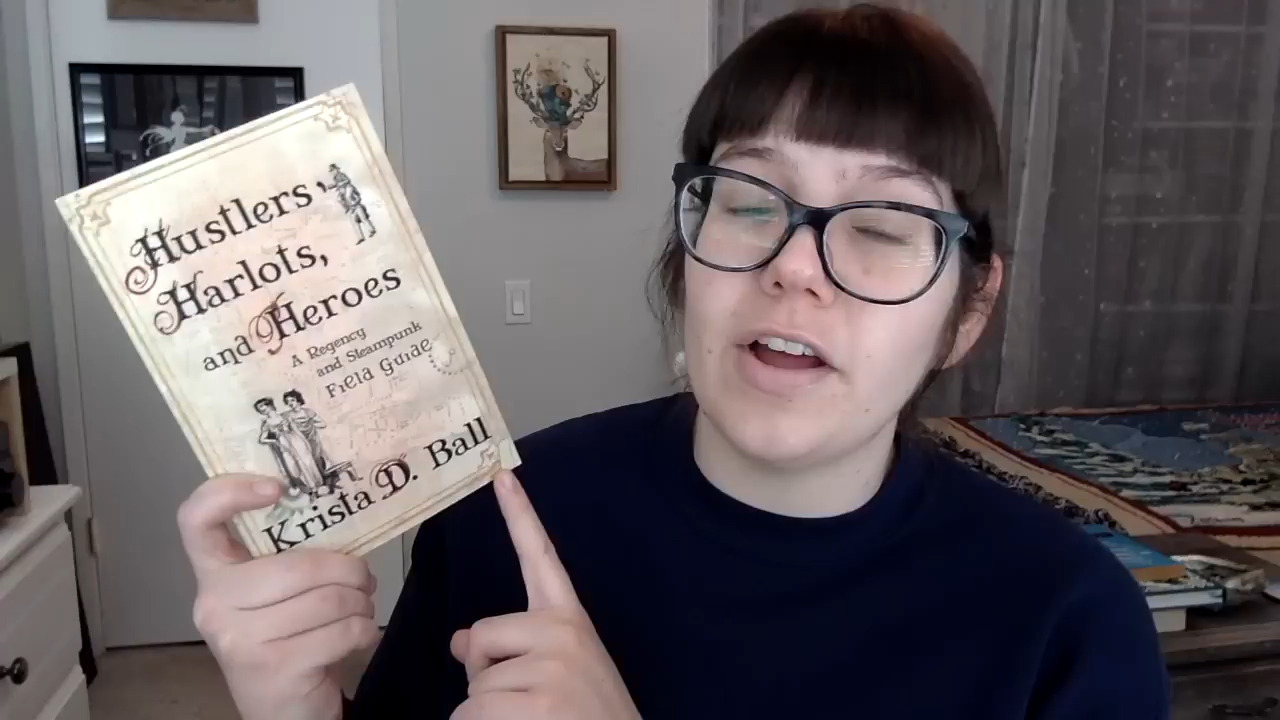 Hustlers,
Harlots,
and Heroes
A Regency
and Steampunk
Field Guide
Krista D. Ball